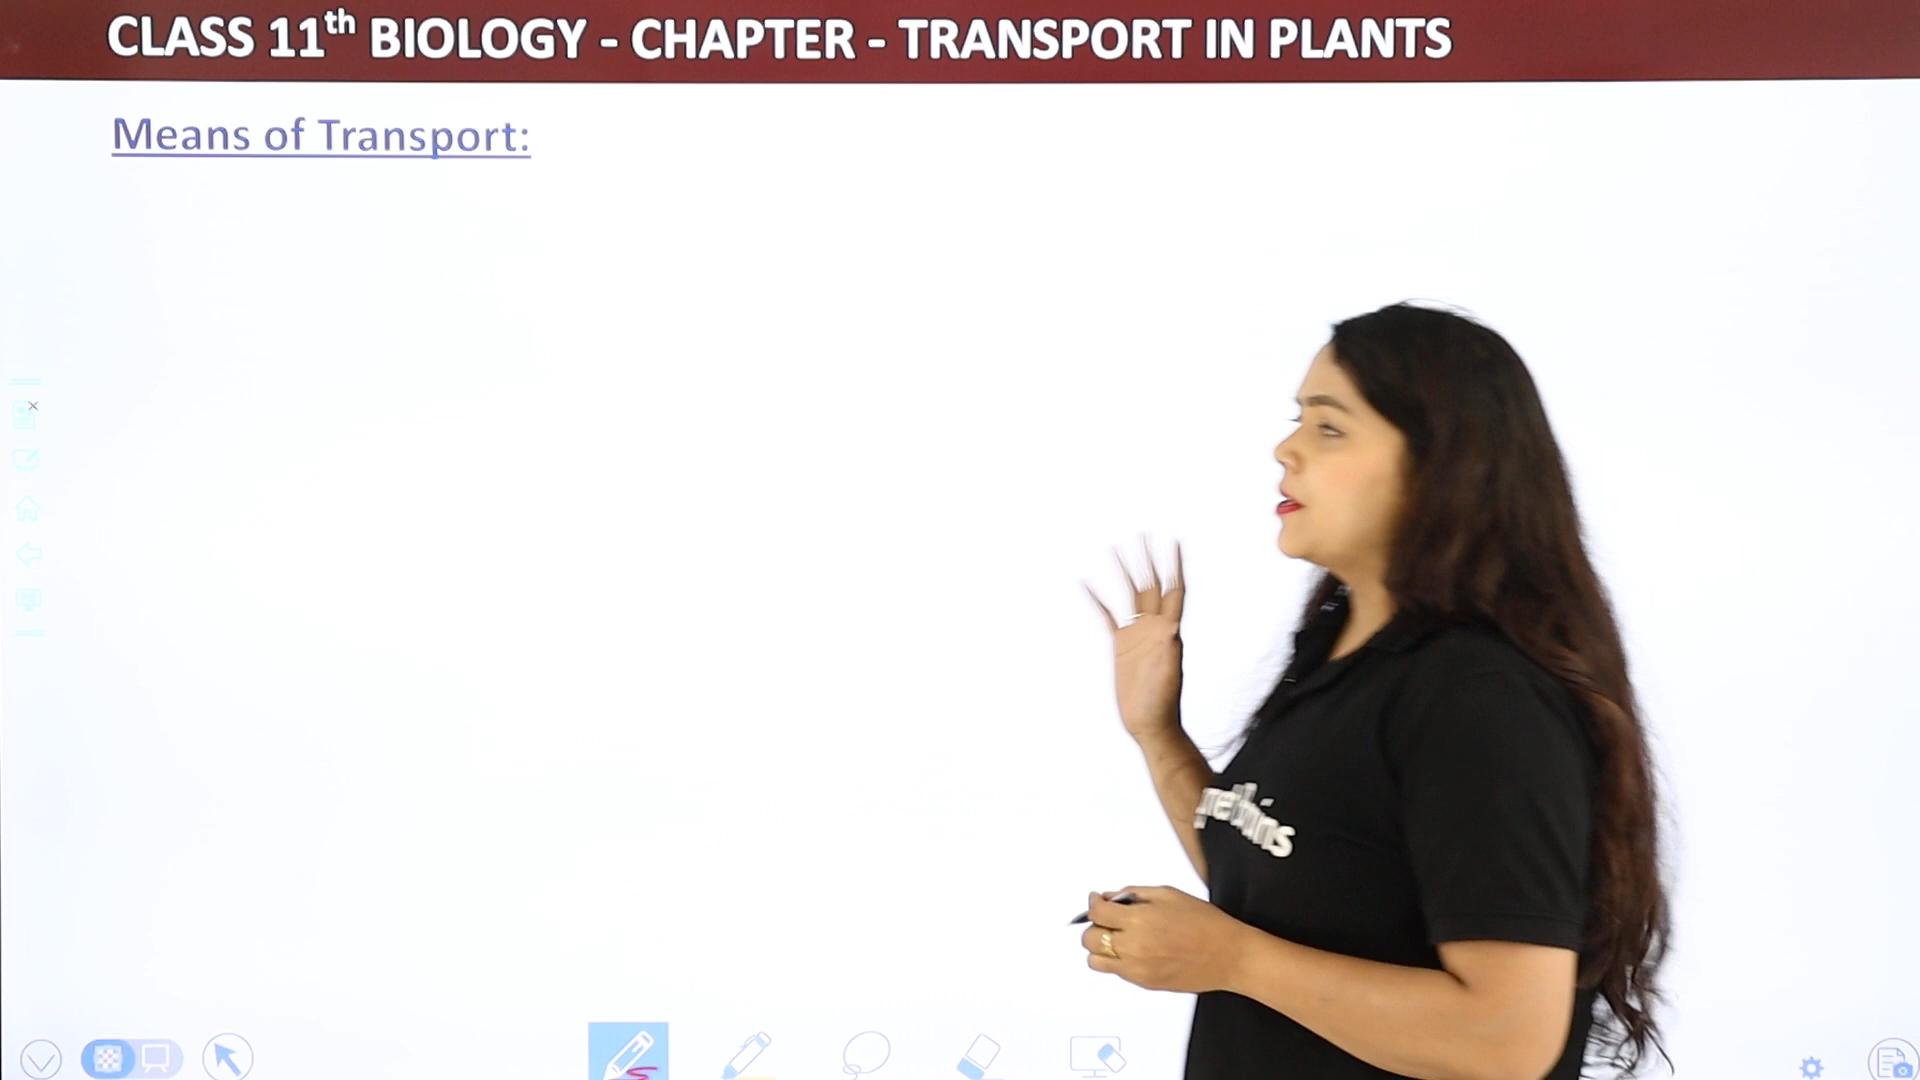 CLASS 11th BIOLOGY - CHAPTER - TRANSPORT IN PLANTS
Means of Transport: